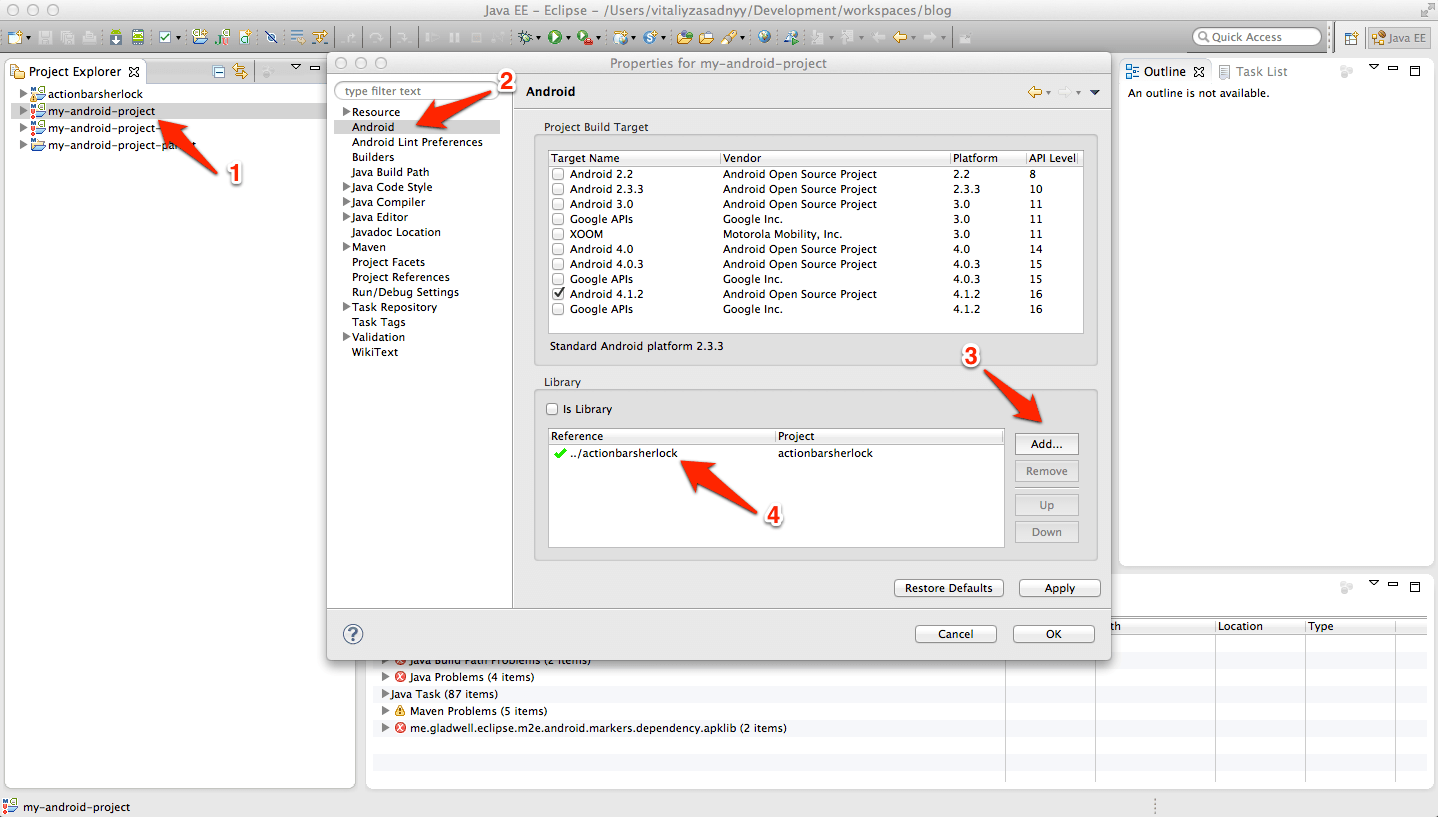 Java EE – Eclipse – /Users/vitaliyzasadnyy/Development/workspaces/blog
Quick Access
Java EE
Project Explorer
actionbarsherlock
my-android-project
my-android-project-
my-android-project-pa
1
Properties for my-android-project
type filter text
2
Resource
Android
Android Lint Preferences
Builders
Java Build Path
Java Code Style
Java Compiler
Java Editor
Javadoc Location
Maven
Project Facets
Project References
Run/Debug Settings
Task Repository
Task Tags
Validation
WikiText
Android
Project Build Target
Target Name Vendor Platform API Level
Android 2.2 Android Open Source Project 2.2 8
Android 2.3.3 Android Open Source Project 2.3.3 10
Android 3.0 Android Open Source Project 3.0 11
Google APIs Google Inc. 3.0 11
XOOM Motorola Mobility, Inc. 3.0 11
Android 4.0 Android Open Source Project 4.0 14
Android 4.0.3 Android Open Source Project 4.0.3 15
Google APIs Google Inc. 4.0.3 15
Android 4.1.2 Android Open Source Project 4.1.2 16
Google APIs Google Inc. 4.1.2 16
Standard Android platform 2.3.3
3
Library
Is Library
Reference Project
../actionbarsherlock actionbarsherlock
4
Add...
Remove
Up
Down
Restore Defaults Apply
? Cancel OK
Outline Task List
An outline is not available.
th Location Type
Java Build Path Problems (2 items)
Java Problems (4 items)
Java Task (87 items)
Maven Problems (5 items)
me.gladwell.eclipse.m2e.android.markers.dependency.apklib (2 items)
my-android-project